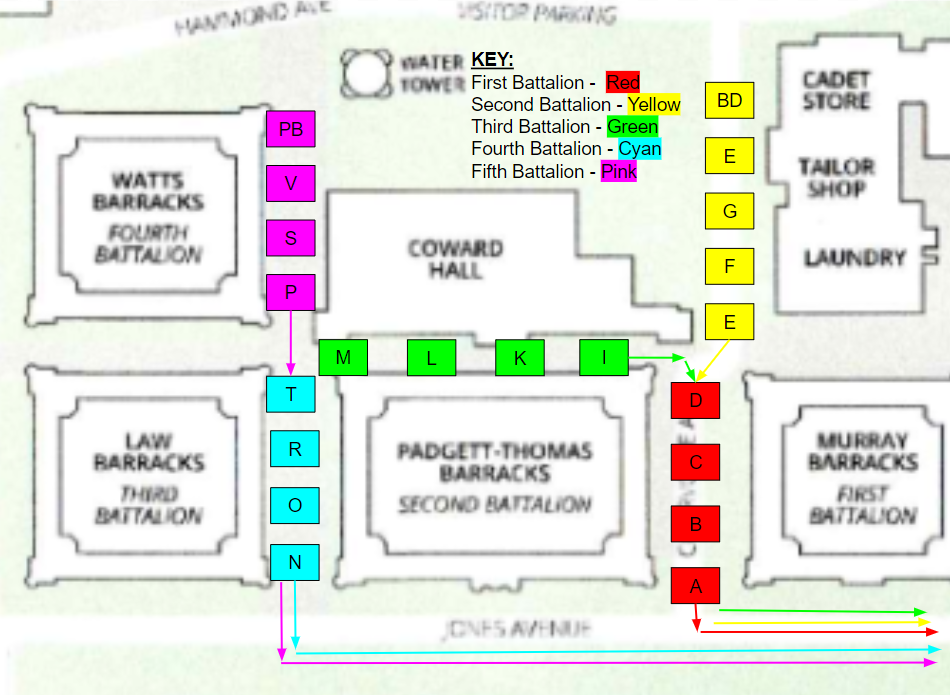 HAMMOND AVE
VISITOR PARKING
WATER
TOWER
KEY:
First Battalion - Red
Second Battalion - Yellow
Third Battalion - Green
Fourth Battalion - Cyan
Fifth Battalion - Pink
CADET
STORE
TAILOR
SHOP
LAUNDRY
PB
V
S
P
BD
E
G
F
E
WATTS
BARRACKS
FOURTH
BATTALION
COWARD
HALL
M L K I
T
R
O
N
D
C
B
A
LAW
BARRACKS
THIRD
BATTALION
PADGETT-THOMAS
BARRACKS
SECOND BATTALION
MURRAY
BARRACKS
FIRST
BATTALION
JONES AVENUE